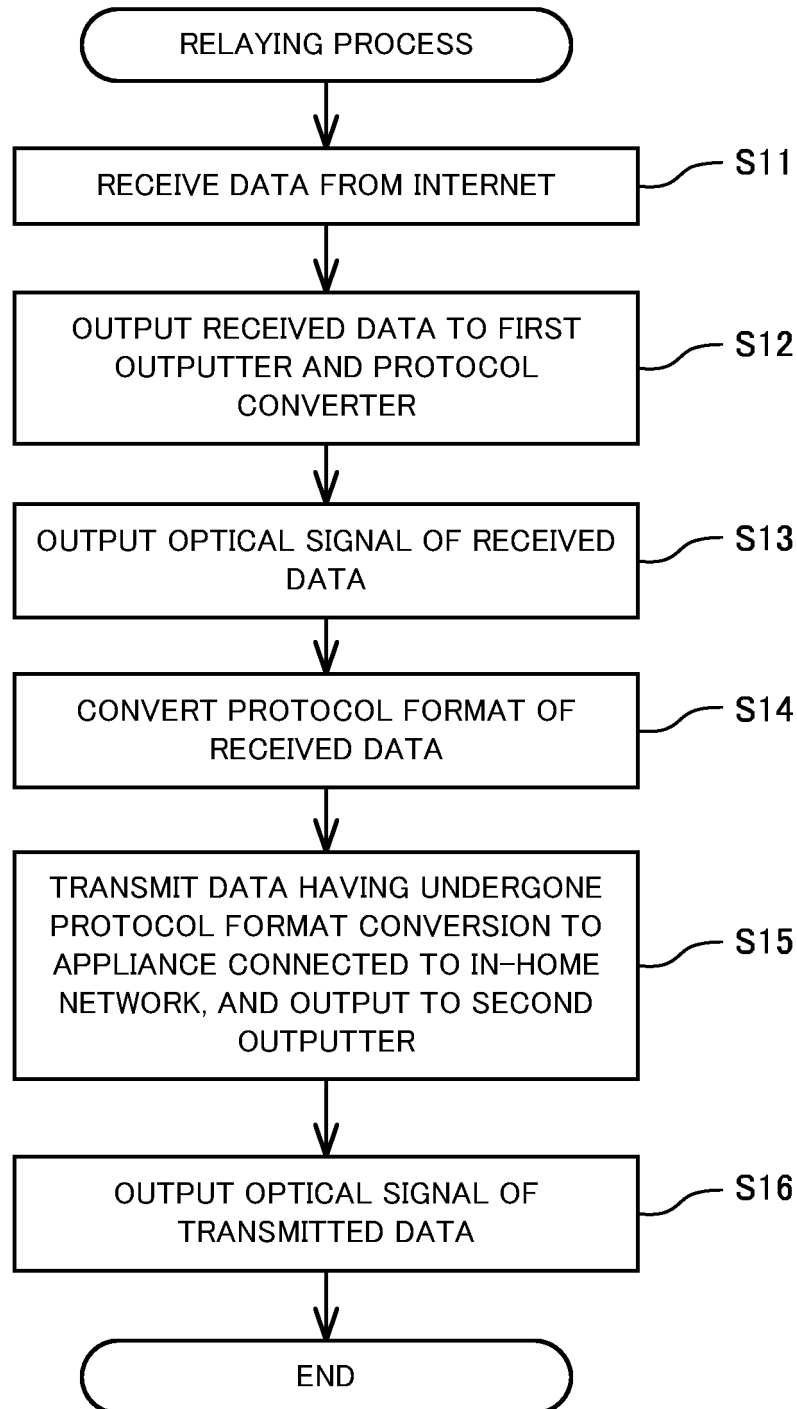 RELAYING PROCESS
RECEIVE DATA FROM INTERNET
S11
OUTPUT RECEIVED DATA TO FIRST
OUTPUTTER AND PROTOCOL
CONVERTER
S12
OUTPUT OPTICAL SIGNAL OF RECEIVED
DATA
S13
CONVERT PROTOCOL FORMAT OF
RECEIVED DATA
S14
TRANSMIT DATA HAVING UNDERGONE
PROTOCOL FORMAT CONVERSION TO
APPLIANCE CONNECTED TO IN-HOME
NETWORK, AND OUTPUT TO SECOND
OUTPUTTER
S15
OUTPUT OPTICAL SIGNAL OF
TRANSMITTED DATA
S16
END